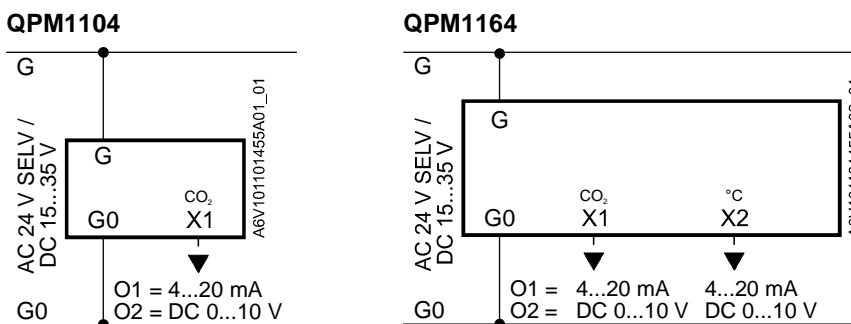 QPM1104
G
AC 24 V SELV /
DC 15...35 V
G
CO₂
G0 X1
A6V101101455A01_01
O1 = 4...20 mA
O2 = DC 0...10 V
G0
QPM1164
G
AC 24 V SELV /
DC 15...35 V
G
CO₂ °C
G0 X1 X2
O1 = 4...20 mA 4...20 mA
O2 = DC 0...10 V DC 0...10 V
G0